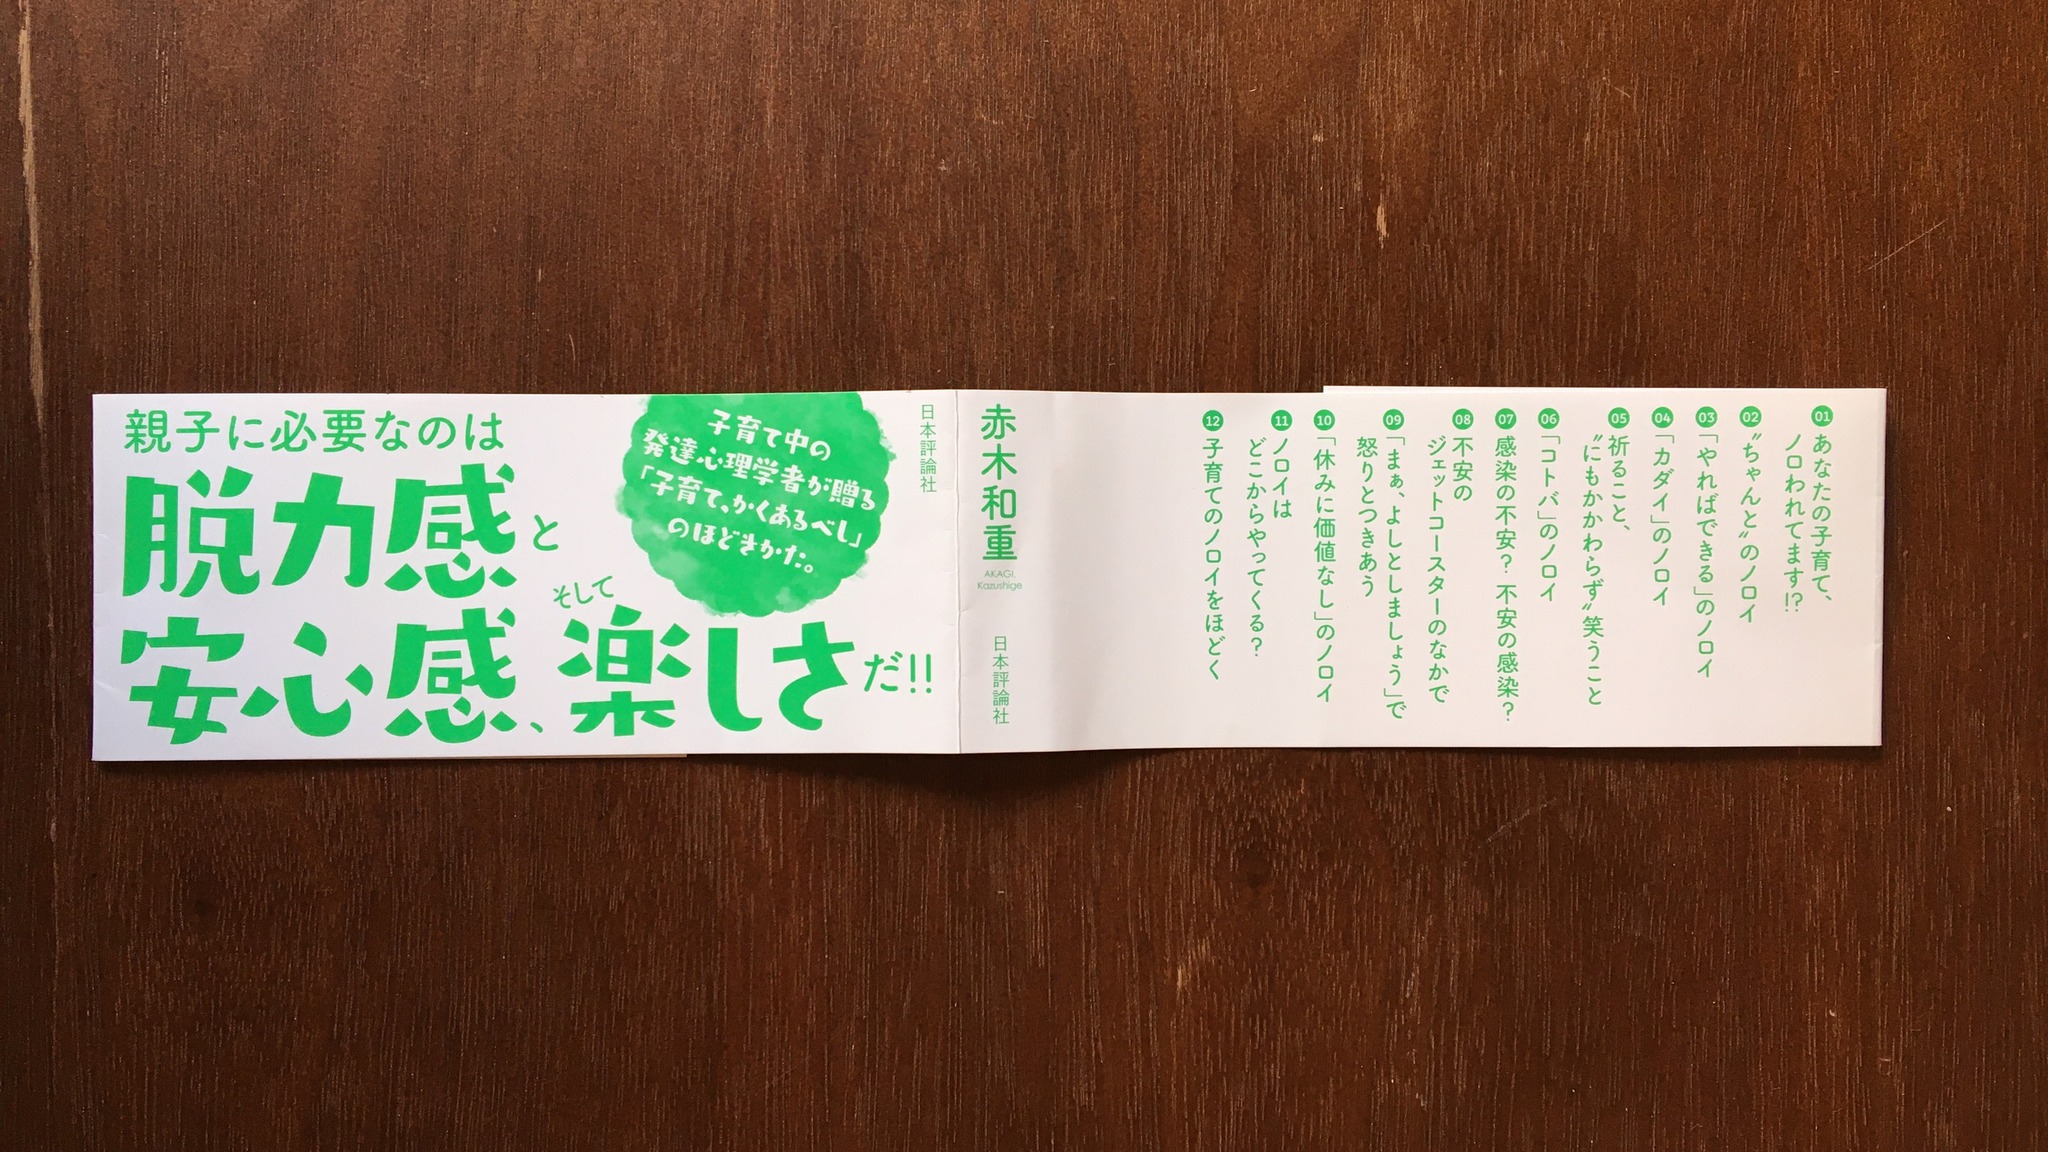 親子に必要なのは
脱力感と
安心感、そして楽しさだ!!
子育て中の
発達心理学者が贈る
「子育て、かくあるべし」
のほどきかた。
日本評論社
赤木和重
AKAGI,
Kazushige
日本評論社
01 あなたの子育て、
ノロわれてます!?
02 〝ちゃんと〟のノロイ
03 「やればできる」のノロイ
04 「カダイ」のノロイ
05 祈ること、
〝にもかかわらず〟笑うこと
06 「コトバ」のノロイ
07 感染の不安？ 不安の感染？
08 不安の
ジェットコースターのなかで
09 「まぁ、よしとしましょう」で
怒りとつきあう
10 「休みに価値なし」のノロイ
11 ノロイは
どこからやってくる？
12 子育てのノロイをほどく